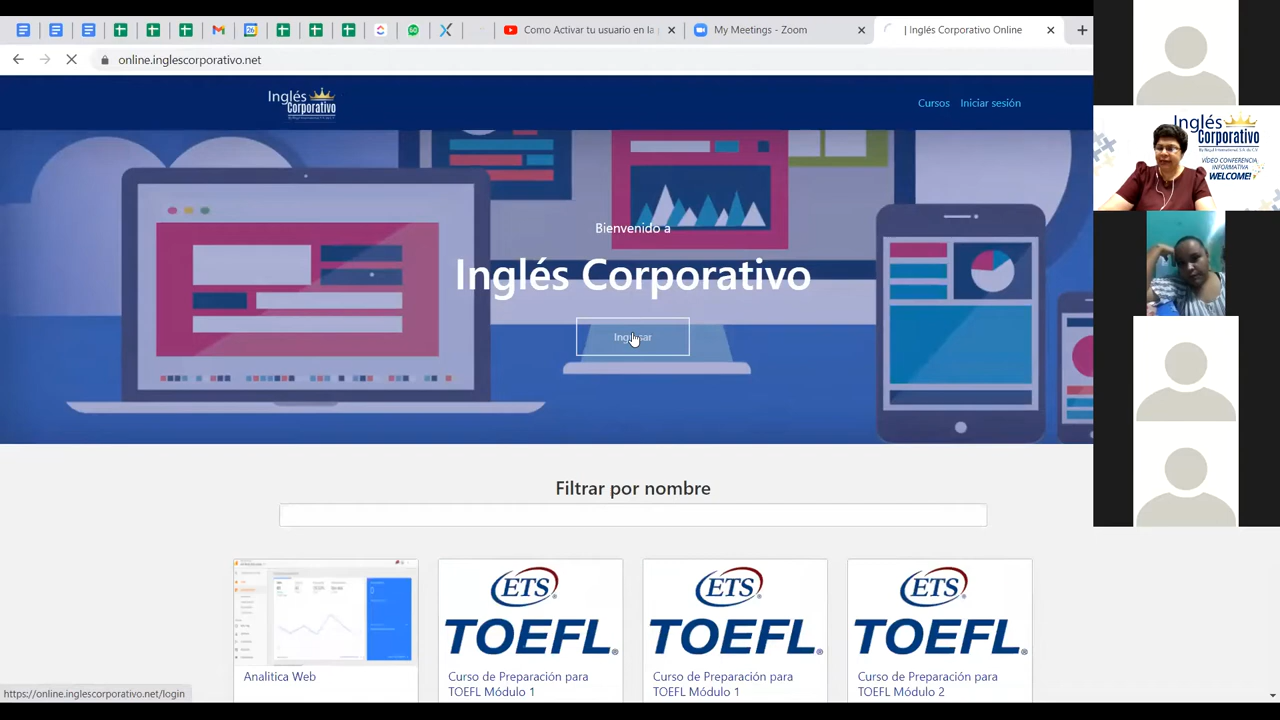 Como Activar tu usuario en la
My Meetings - Zoom
| Inglés Corporativo Online
online.inglescorporativo.net
Inglés
Corporativo
Cursos
Iniciar sesión
Bienvenido a
Inglés Corporativo
Ingresar
Filtrar por nombre
ETS
TOEFL
ETS
TOEFL
ETS
TOEFL
Analitica Web
Curso de Preparación para
TOEFL Módulo 1
Curso de Preparación para
TOEFL Módulo 1
Curso de Preparación para
TOEFL Módulo 2
https://online.inglescorporativo.net/login
Inglés
Corporativo
VÍDEO CONFERENCIA
INFORMATIVA
WELCOME!